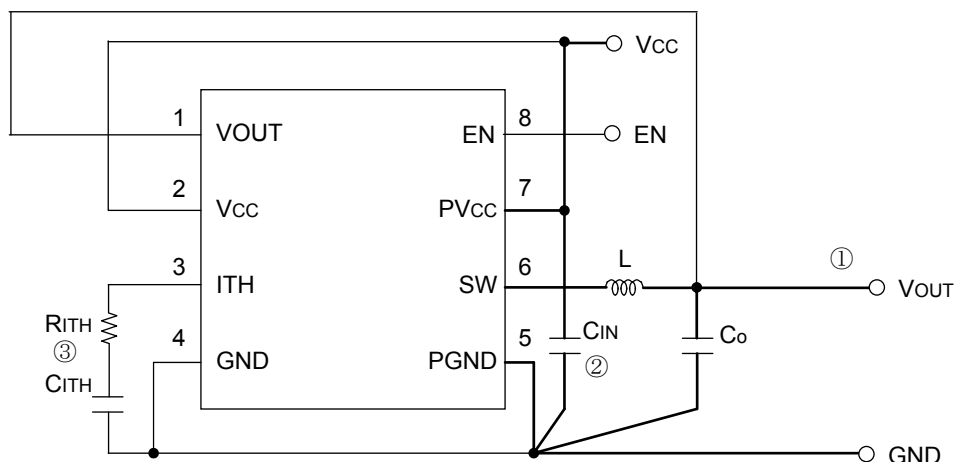 VCC
1
VOUT
EN
8
EN
2
VCC
PVCC
7
3
ITH
SW
6
L
①
VOUT
RITH
③
CITH
4
GND
PGND
5
CIN
②
Co
GND